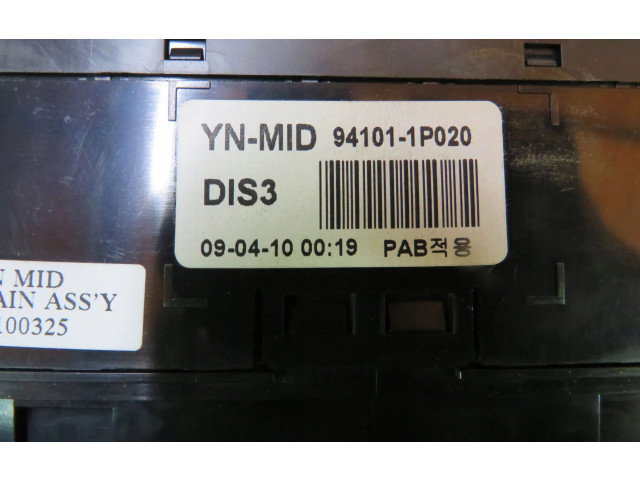 YN-MID 94101-1P020
DIS3
09-04-10 00:19 PAB적용
N MID
AIN ASS'Y
100325